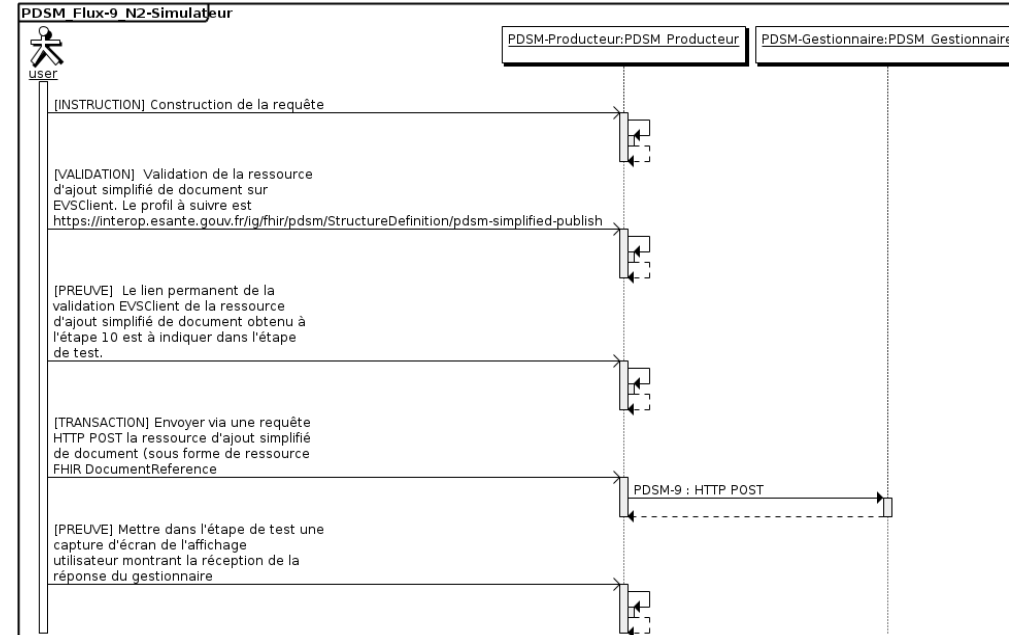 PDSM_Flux-9_N2-Simulateur
user
PDSM-Producteur:PDSM_Producteur
PDSM-Gestionnaire:PDSM_Gestionnaire
[INSTRUCTION] Construction de la requête
[VALIDATION] Validation de la ressource
d'ajout simplifié de document sur
EVSClient. Le profil à suivre est
https://interop.esante.gouv.fr/ig/fhir/pdsm/StructureDefinition/pdsm-simplified-publish
[PREUVE] Le lien permanent de la
validation EVSClient de la ressource
d'ajout simplifié de document obtenu à
l'étape 10 est à indiquer dans l'étape
de test.
[TRANSACTION] Envoyer via une requête
HTTP POST la ressource d'ajout simplifié
de document (sous forme de ressource
FHIR DocumentReference
PDSM-9 : HTTP POST
[PREUVE] Mettre dans l'étape de test une
capture d'écran de l'affichage
utilisateur montrant la réception de la
réponse du gestionnaire